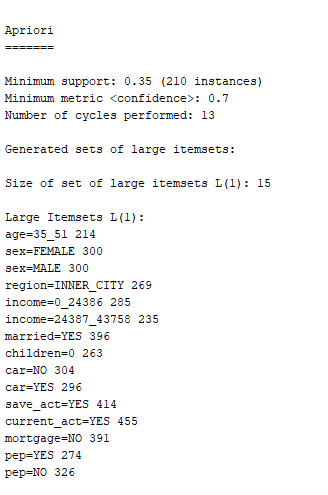 Apriori
=======
Minimum support: 0.35 (210 instances)
Minimum metric <confidence>: 0.7
Number of cycles performed: 13
Generated sets of large itemsets:
Size of set of large itemsets L(1): 15
Large Itemsets L(1):
age=35_51 214
sex=FEMALE 300
sex=MALE 300
region=INNER_CITY 269
income=0_24386 285
income=24387_43758 235
married=YES 396
children=0 263
car=NO 304
car=YES 296
save_act=YES 414
current_act=YES 455
mortgage=NO 391
pep=YES 274
pep=NO 326